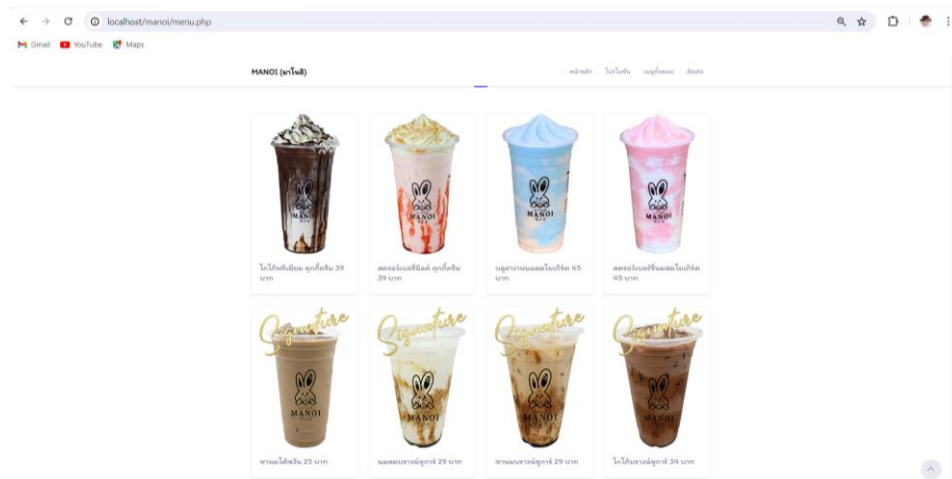 localhost/manoi/menu.php
Gmail YouTube Maps
MANOI (มาโนอิ) หน้าหลัก โปรโมชั่น เมนูทั้งหมด ติดต่อ
MANOI
MANOI
MANOI
MANOI
โกโก้พรีเมียม คุกกี้ครีม 39
บาท
สตรอว์เบอรี่มิลค์ คุกกี้ครีม
39 บาท
บลูฮาวายนมสดโยเกิร์ต 45
บาท
สตรอว์เบอร์รี่นมสดโยเกิร์ต
45 บาท
Signature
Signature
Signature
Signature
MANOI
MANOI
MANOI
MANOI
ชานมไต้หวัน 25 บาท
นมสดบราวน์ชูการ์ 29 บาท
ชานมบราวน์ชูการ์ 29 บาท
โกโก้บราวน์ชูการ์ 34 บาท